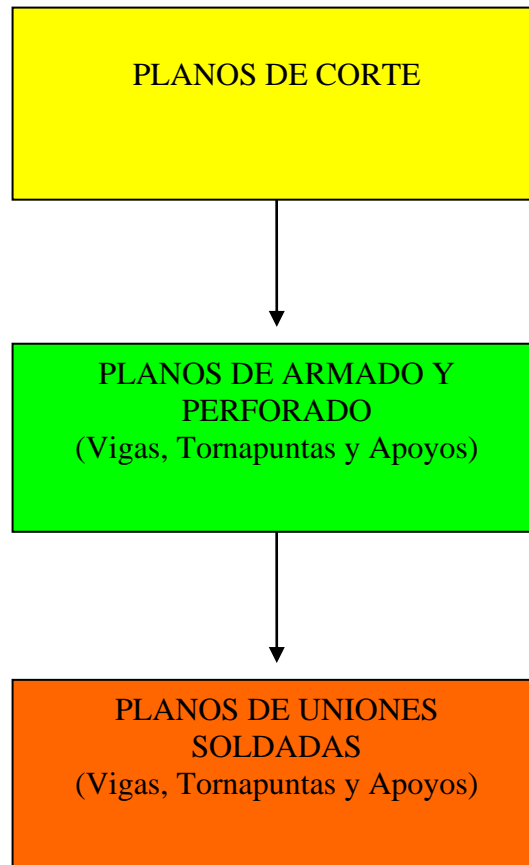 PLANOS DE CORTE
PLANOS DE ARMADO Y
PERFORADO
(Vigas, Tornapuntas y Apoyos)
PLANOS DE UNIONES
SOLDADAS
(Vigas, Tornapuntas y Apoyos)